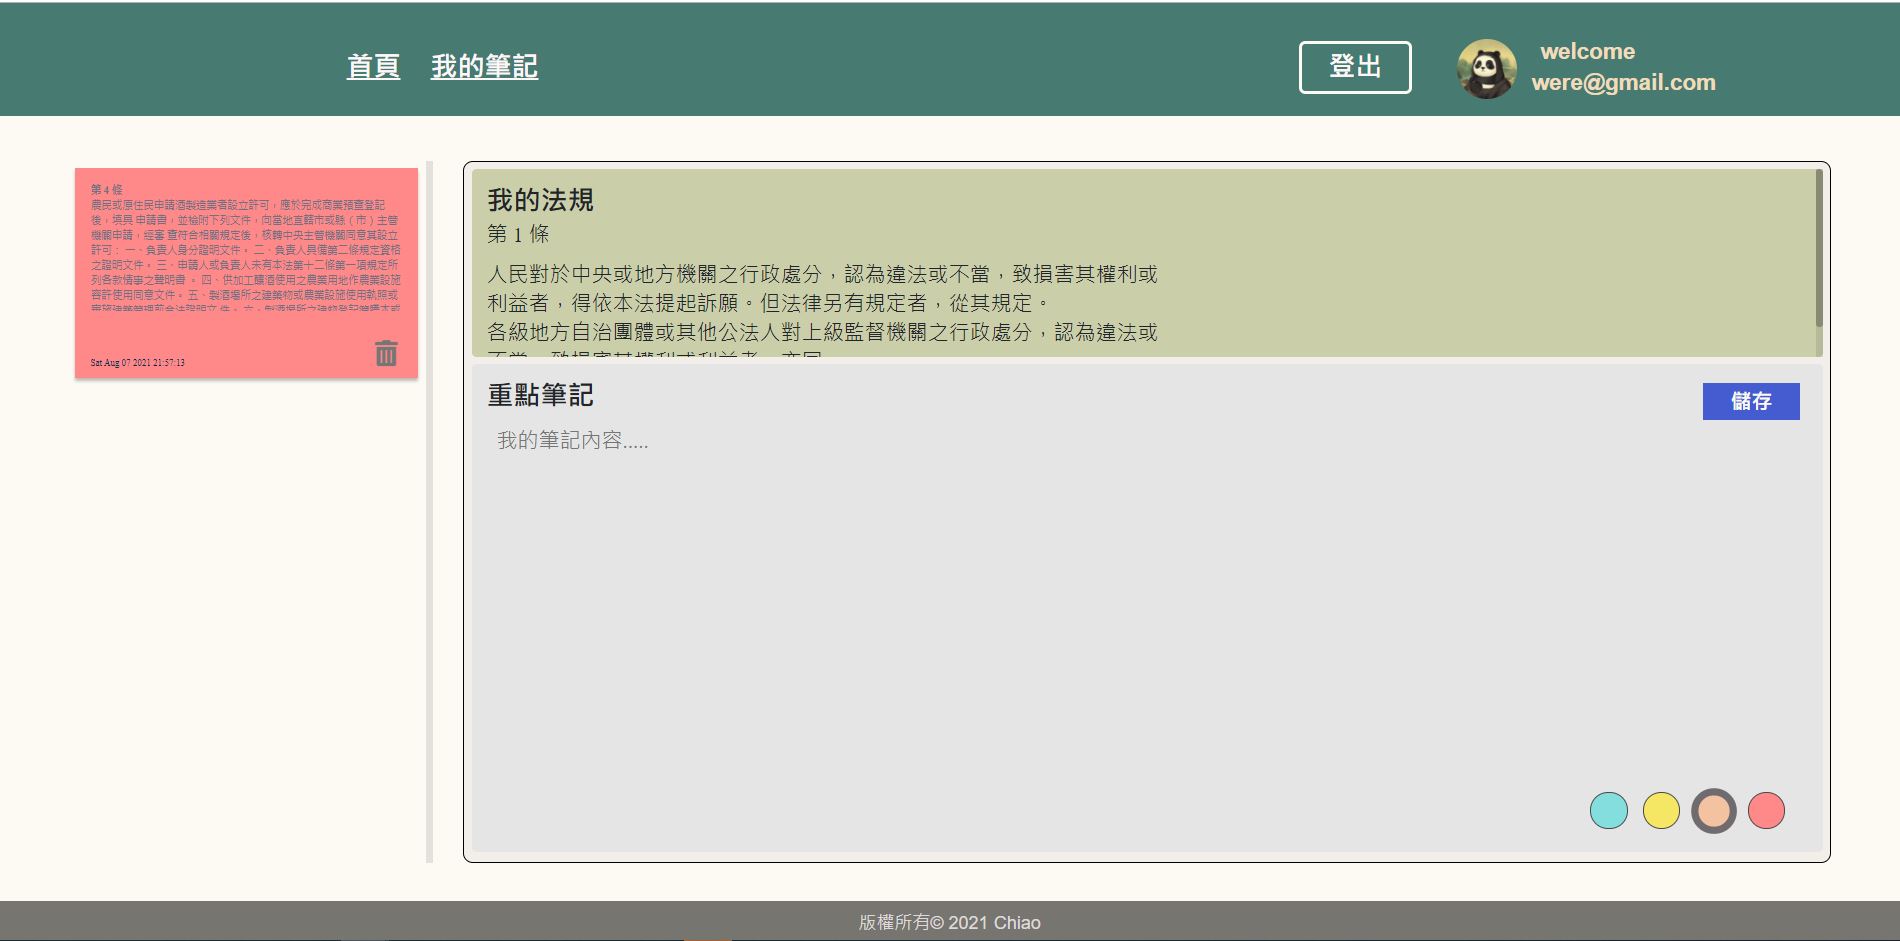 首頁 我的筆記 登出 welcome
were@gmail.com
第 4 條
農民或原住民申請酒製造業者設立許可，應於完成商業預查登記
後，填具 申請書，並檢附下列文件，向當地直轄市或縣（市）主管
機關申請，經審 查符合相關規定後，核轉中央主管機關同意其設立
許可： 一、負責人身分證明文件。 二、負責人具備第二條規定資格
之證明文件。 三、申請人或負責人未有本法第十二條第一項規定所
列各款情事之聲明書 。 四、供加工釀酒使用之農業用地作農業設施
容許使用同意文件。 五、製酒場所之建築物或農業設施使用執照或
Sat Aug 07 2021 21:57:13
我的法規
第 1 條
人民對於中央或地方機關之行政處分，認為違法或不當，致損害其權利或
利益者，得依本法提起訴願。但法律另有規定者，從其規定。
各級地方自治團體或其他公法人對上級監督機關之行政處分，認為違法或
重點筆記
儲存
我的筆記內容.....
版權所有© 2021 Chiao